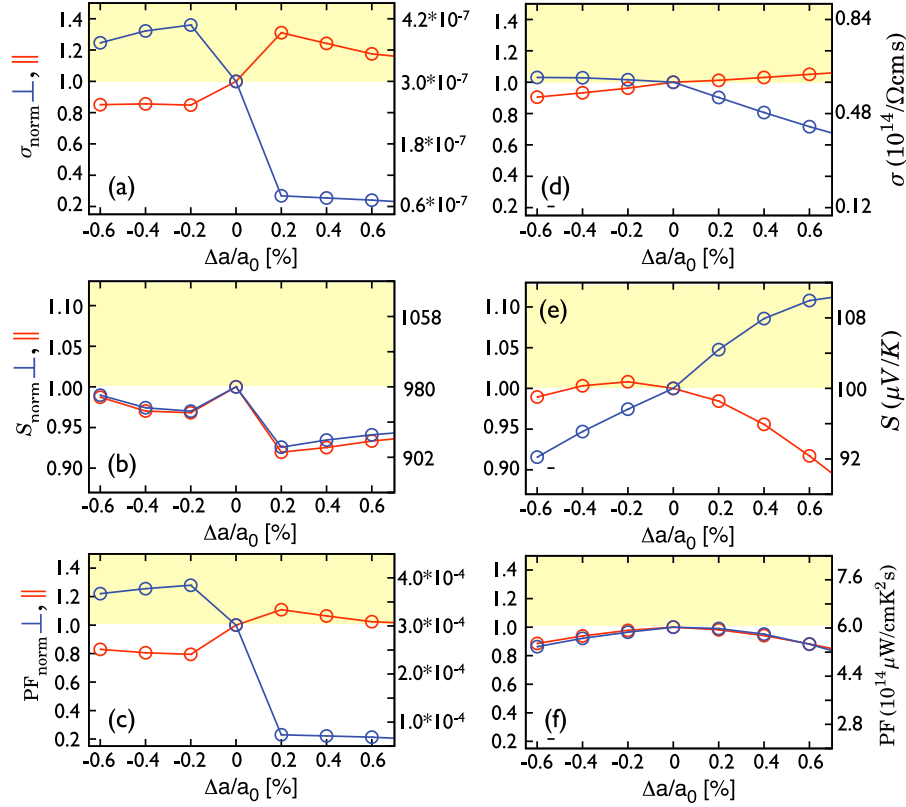 σnorm⊥, ||
1.4
1.2
1.0
0.8
0.6
0.4
0.2
4.2*10-7
3.0*10-7
1.8*10-7
0.6*10-7
(a)
-0.6 -0.4 -0.2 0 0.2 0.4 0.6
Δa/a0 [%]
1.4
1.2
1.0
0.8
0.6
0.4
0.2
0.84
0.48
0.12
σ (10^14/Ωcms)
(d)
-0.6 -0.4 -0.2 0 0.2 0.4 0.6
Δa/a0 [%]
Snorm⊥, ||
1.10
1.05
1.00
0.95
0.90
1058
980
902
(b)
-0.6 -0.4 -0.2 0 0.2 0.4 0.6
Δa/a0 [%]
(e)
1.10
1.05
1.00
0.95
0.90
108
100
92
S (μV/K)
-0.6 -0.4 -0.2 0 0.2 0.4 0.6
Δa/a0 [%]
PFnorm⊥, ||
1.4
1.2
1.0
0.8
0.6
0.4
0.2
4.0*10-4
3.0*10-4
2.0*10-4
1.0*10-4
(c)
-0.6 -0.4 -0.2 0 0.2 0.4 0.6
Δa/a0 [%]
1.4
1.2
1.0
0.8
0.6
0.4
0.2
7.6
6.0
4.4
2.8
PF (10^14μW/cmK²s)
(f)
-0.6 -0.4 -0.2 0 0.2 0.4 0.6
Δa/a0 [%]